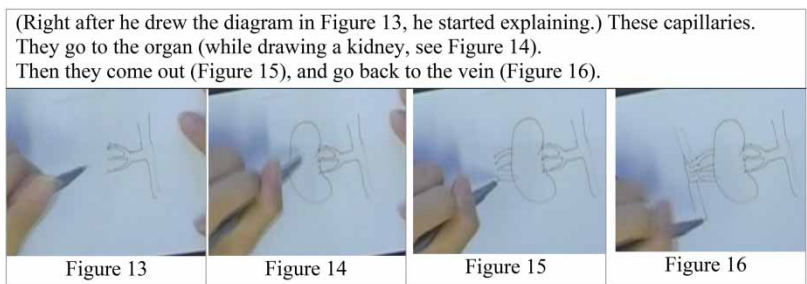 (Right after he drew the diagram in Figure 13, he started explaining.) These capillaries.
They go to the organ (while drawing a kidney, see Figure 14).
Then they come out (Figure 15), and go back to the vein (Figure 16).
Figure 13
Figure 14
Figure 15
Figure 16